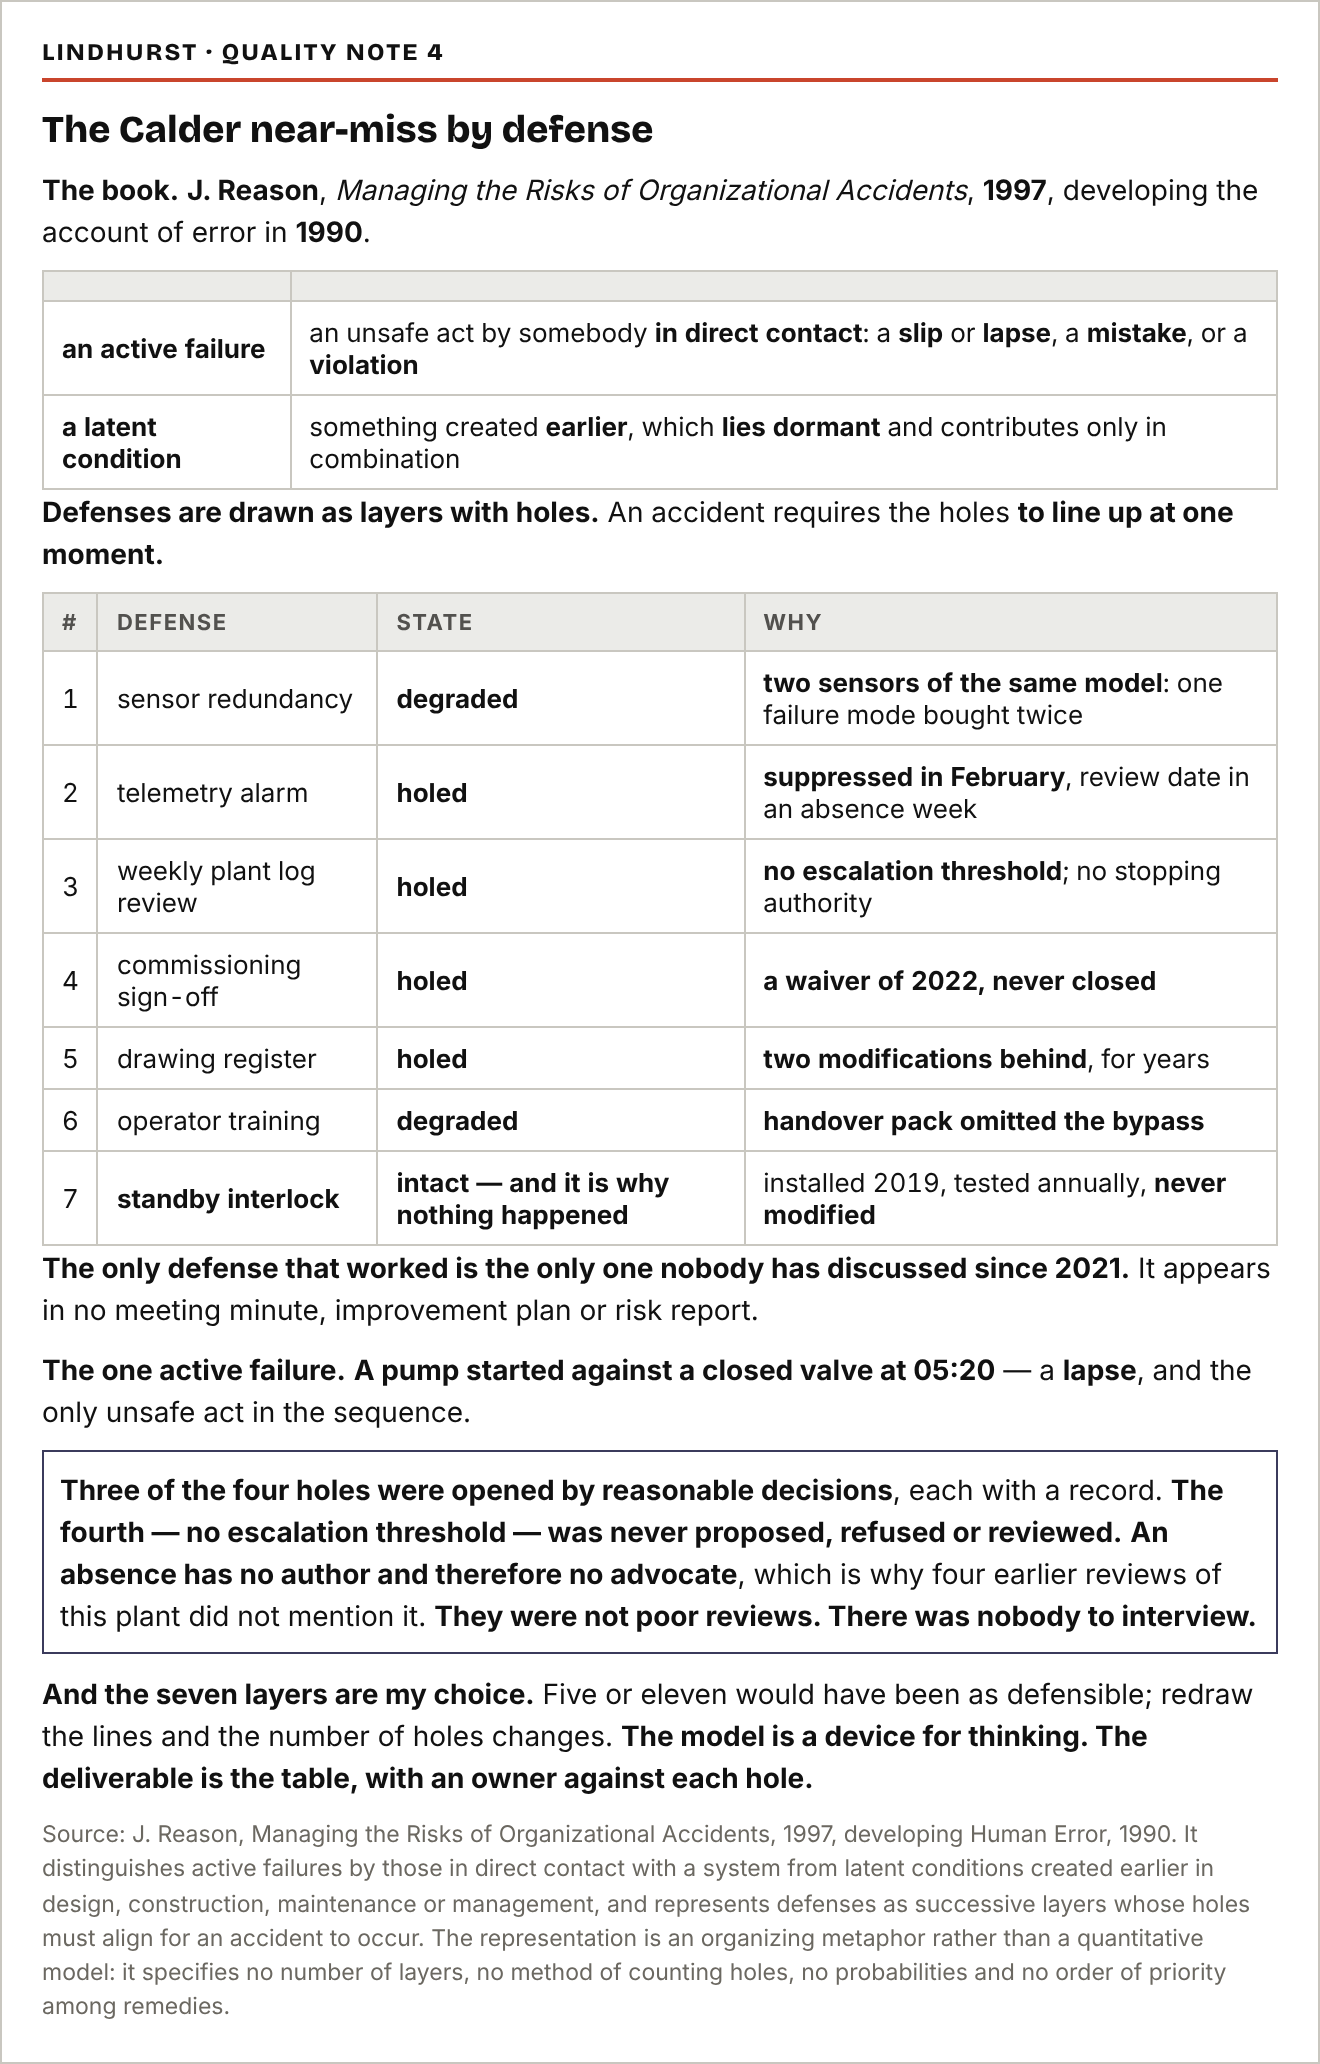 LINDHURST · QUALITY NOTE 4
The Calder near-miss by defense
The book. J. Reason, Managing the Risks of Organizational Accidents, 1997, developing the
account of error in 1990.
an active failure
an unsafe act by somebody in direct contact: a slip or lapse, a mistake, or a
violation
a latent
condition
something created earlier, which lies dormant and contributes only in
combination
Defenses are drawn as layers with holes. An accident requires the holes to line up at one
moment.
# DEFENSE STATE WHY
1 sensor redundancy degraded two sensors of the same model: one
failure mode bought twice
2 telemetry alarm holed suppressed in February, review date in
an absence week
3 weekly plant log
review
holed
no escalation threshold; no stopping
authority
4 commissioning
sign-off
holed
a waiver of 2022, never closed
5 drawing register holed two modifications behind, for years
6 operator training degraded handover pack omitted the bypass
7 standby interlock
intact — and it is why
nothing happened
installed 2019, tested annually, never
modified
The only defense that worked is the only one nobody has discussed since 2021. It appears
in no meeting minute, improvement plan or risk report.
The one active failure. A pump started against a closed valve at 05:20 — a lapse, and the
only unsafe act in the sequence.
Three of the four holes were opened by reasonable decisions, each with a record. The
fourth — no escalation threshold — was never proposed, refused or reviewed. An
absence has no author and therefore no advocate, which is why four earlier reviews of
this plant did not mention it. They were not poor reviews. There was nobody to interview.
And the seven layers are my choice. Five or eleven would have been as defensible; redraw
the lines and the number of holes changes. The model is a device for thinking. The
deliverable is the table, with an owner against each hole.
Source: J. Reason, Managing the Risks of Organizational Accidents, 1997, developing Human Error, 1990. It
distinguishes active failures by those in direct contact with a system from latent conditions created earlier in
design, construction, maintenance or management, and represents defenses as successive layers whose holes
must align for an accident to occur. The representation is an organizing metaphor rather than a quantitative
model: it specifies no number of layers, no method of counting holes, no probabilities and no order of priority
among remedies.